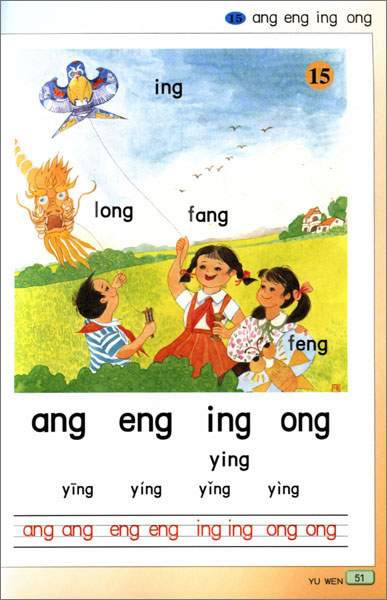 15 ang eng ing ong
ing
15
long
fang
feng
ang eng ing ong
ying
yīng yíng yǐng yìng
ang ang eng eng ing ing ong ong
YU WEN 51